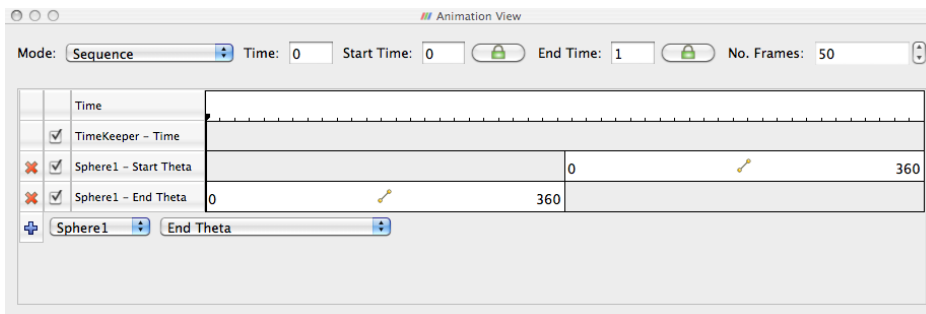 Animation View
Mode: Sequence Time: 0 Start Time: 0 End Time: 1 No. Frames: 50
Time
TimeKeeper – Time
Sphere1 – Start Theta 0 360
Sphere1 – End Theta 0 360
Sphere1 End Theta